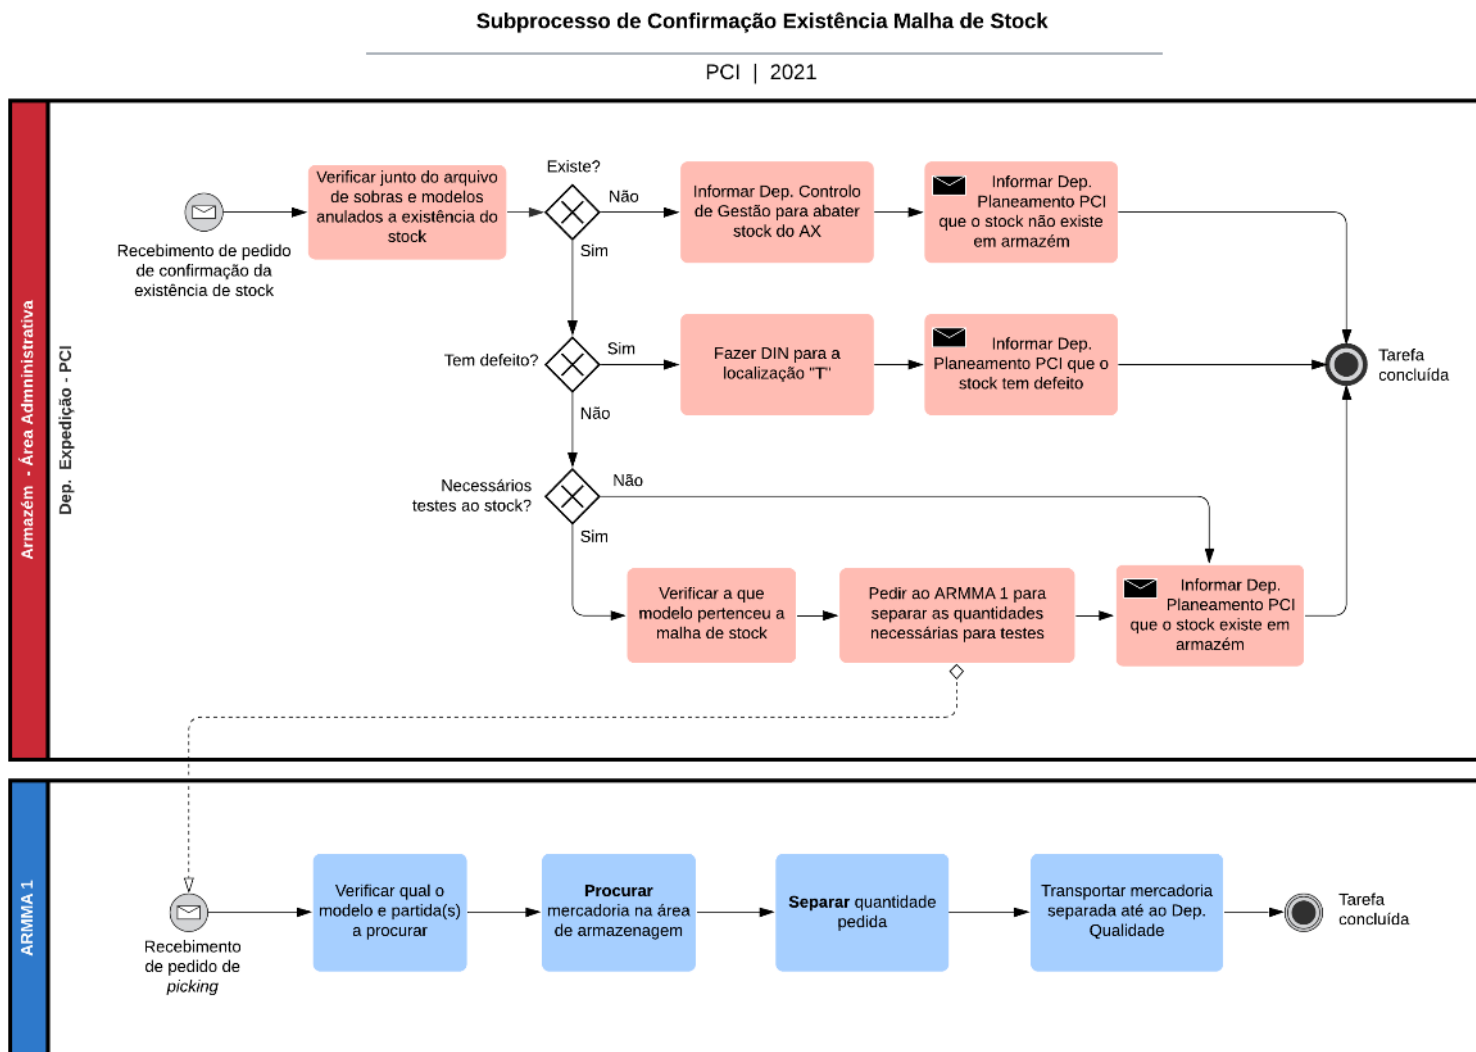 Subprocesso de Confirmação Existência Malha de Stock
PCI | 2021
Armazém - Área Admninistrativa
Dep. Expedição - PCI
Recebimento de pedido
de confirmação da
existência de stock
Verificar junto do arquivo
de sobras e modelos
anulados a existência do
stock
Existe?
Não
Sim
Informar Dep. Controlo
de Gestão para abater
stock do AX
Informar Dep.
Planeamento PCI
que o stock não existe
em armazém
Tem defeito?
Sim
Não
Fazer DIN para a
localização "T"
Informar Dep.
Planeamento PCI que o
stock tem defeito
Tarefa
concluída
Necessários
testes ao stock?
Não
Sim
Verificar a que
modelo pertenceu a
malha de stock
Pedir ao ARMMA 1 para
separar as quantidades
necessárias para testes
Informar Dep.
Planeamento PCI
que o stock existe em
armazém
ARMMA 1
Recebimento
de pedido de
picking
Verificar qual o
modelo e partida(s)
a procurar
Procurar
mercadoria na área
de armazenagem
Separar quantidade
pedida
Transportar mercadoria
separada até ao Dep.
Qualidade
Tarefa
concluída